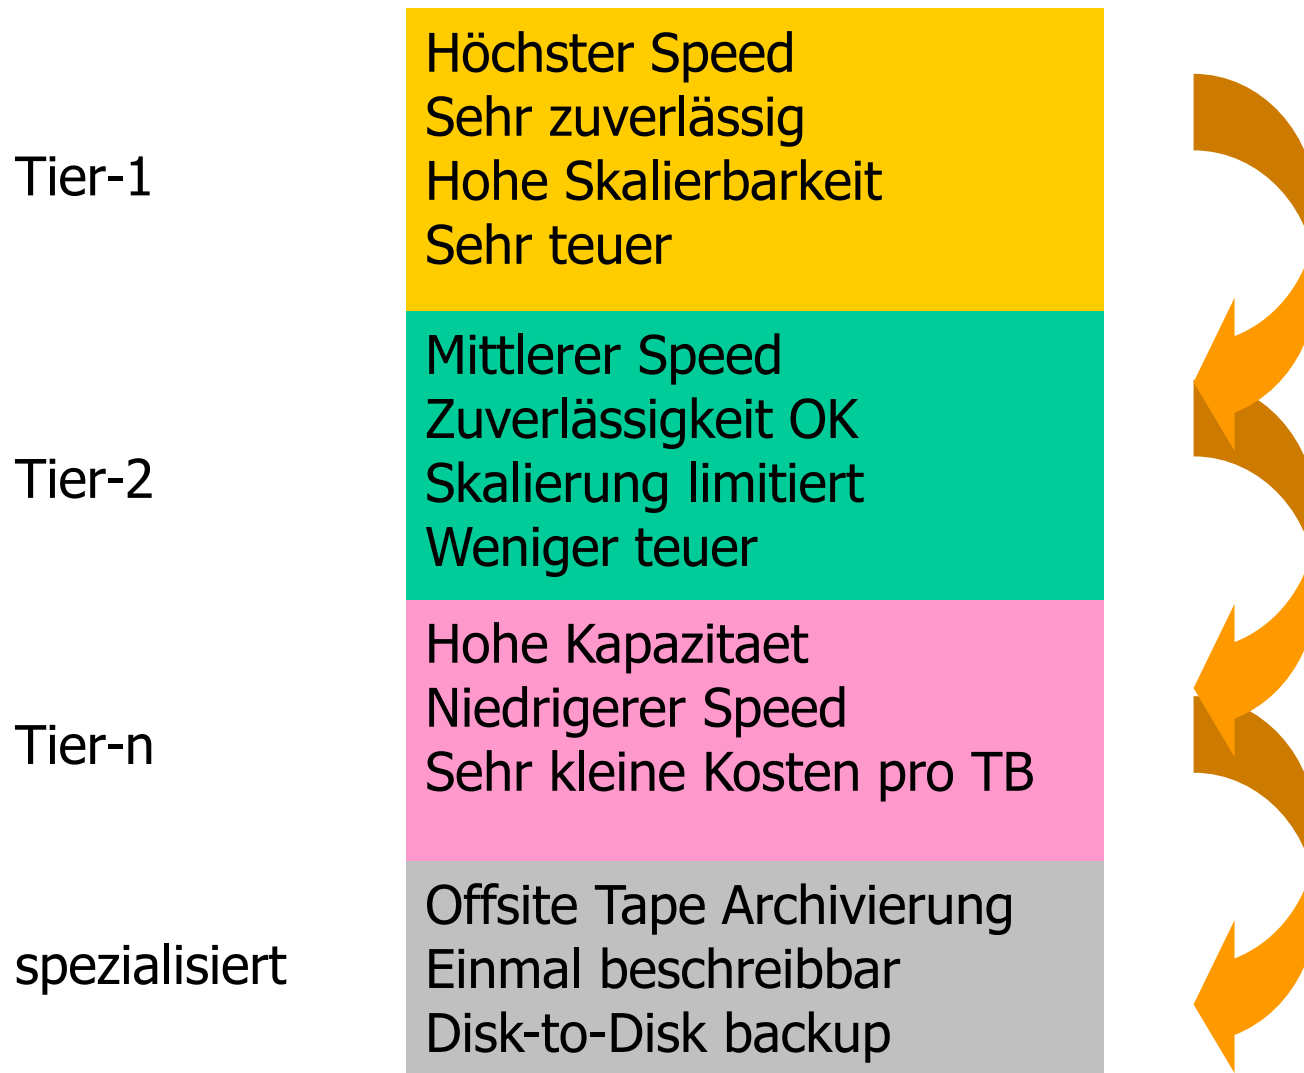 Tier-1
Höchster Speed
Sehr zuverlässig
Hohe Skalierbarkeit
Sehr teuer
Tier-2
Mittlerer Speed
Zuverlässigkeit OK
Skalierung limitiert
Weniger teuer
Tier-n
Hohe Kapazitaet
Niedrigerer Speed
Sehr kleine Kosten pro TB
spezialisiert
Offsite Tape Archivierung
Einmal beschreibbar
Disk-to-Disk backup